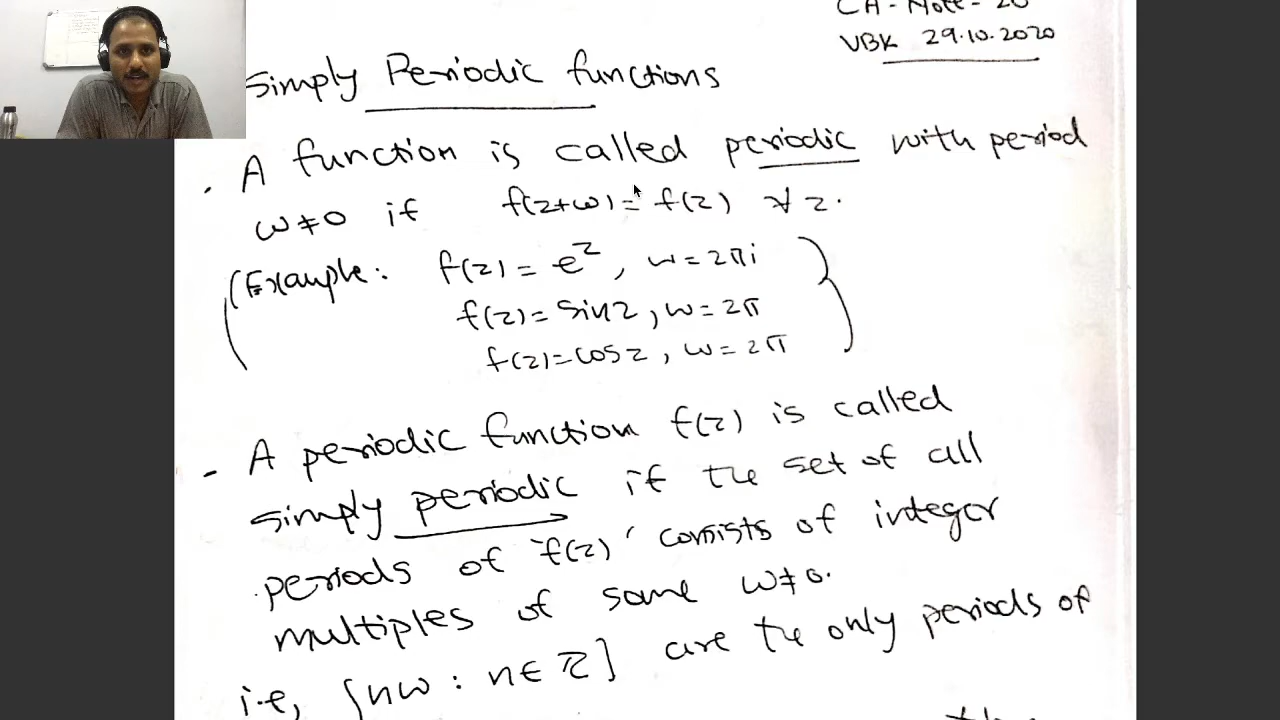 CA - Note - 20
VBK 29.10.2020
Simply Periodic functions
. A function is called periodic with period
ω≠0 if f(z+ω) = f(z) ∀ z.
(Example: f(z) = e^z, ω = 2πi
f(z) = sin z, ω = 2π
f(z) = cos z, ω = 2π )
- A periodic function f(z) is called
simply periodic if the set of all
periods of 'f(z)' consists of integer
multiples of some ω≠0.
i.e, {nω : n ∈ ℤ} are the only periods of